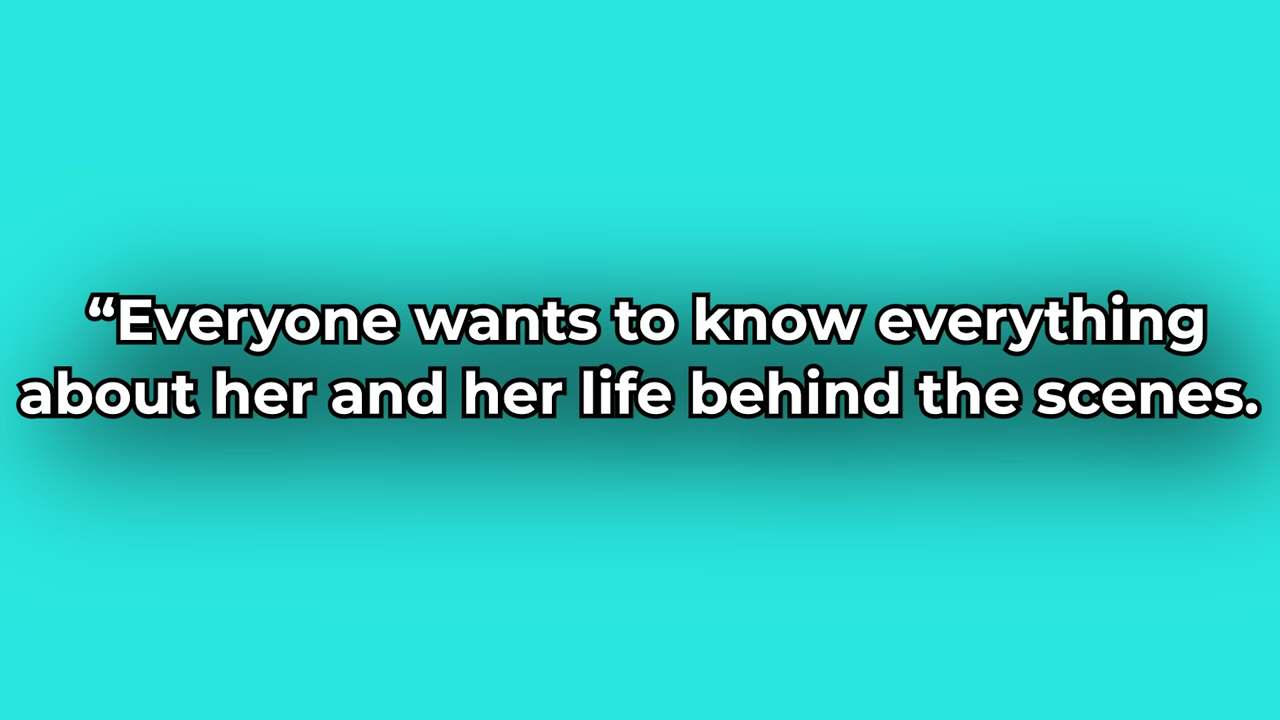 “Everyone wants to know everything
about her and her life behind the scenes.